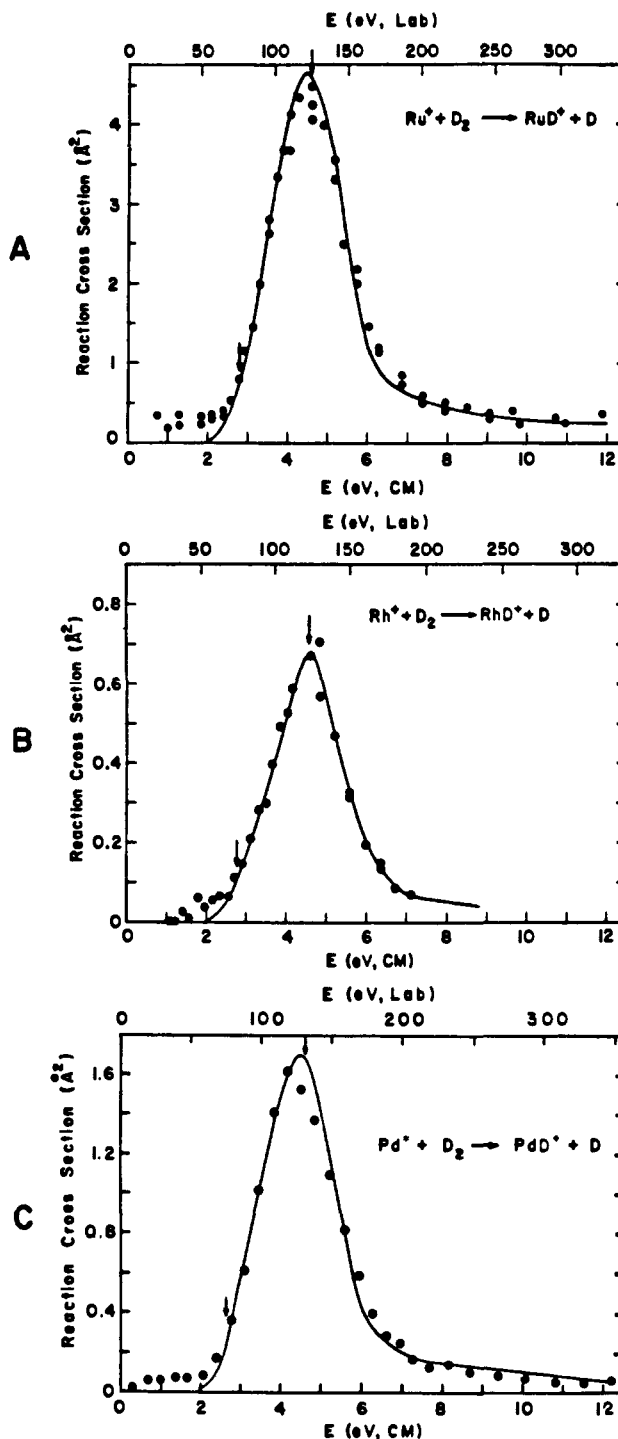 E (eV, Lab)
0 50 100 150 200 250 300
A
Reaction Cross Section (Å²)
4
3
2
1
0
Ru⁺ + D₂ → RuD⁺ + D
0 2 4 6 8 10 12
E (eV, CM)
E (eV, Lab)
0 50 100 150 200 250 300
B
Reaction Cross Section (Å²)
0.8
0.6
0.4
0.2
0
Rh⁺ + D₂ → RhD⁺ + D
0 2 4 6 8 10 12
E (eV, CM)
E (eV, Lab)
0 100 200 300
C
Reaction Cross Section (Å²)
1.6
1.2
0.8
0.4
0
Pd⁺ + D₂ → PdD⁺ + D
0 2 4 6 8 10 12
E (eV, CM)